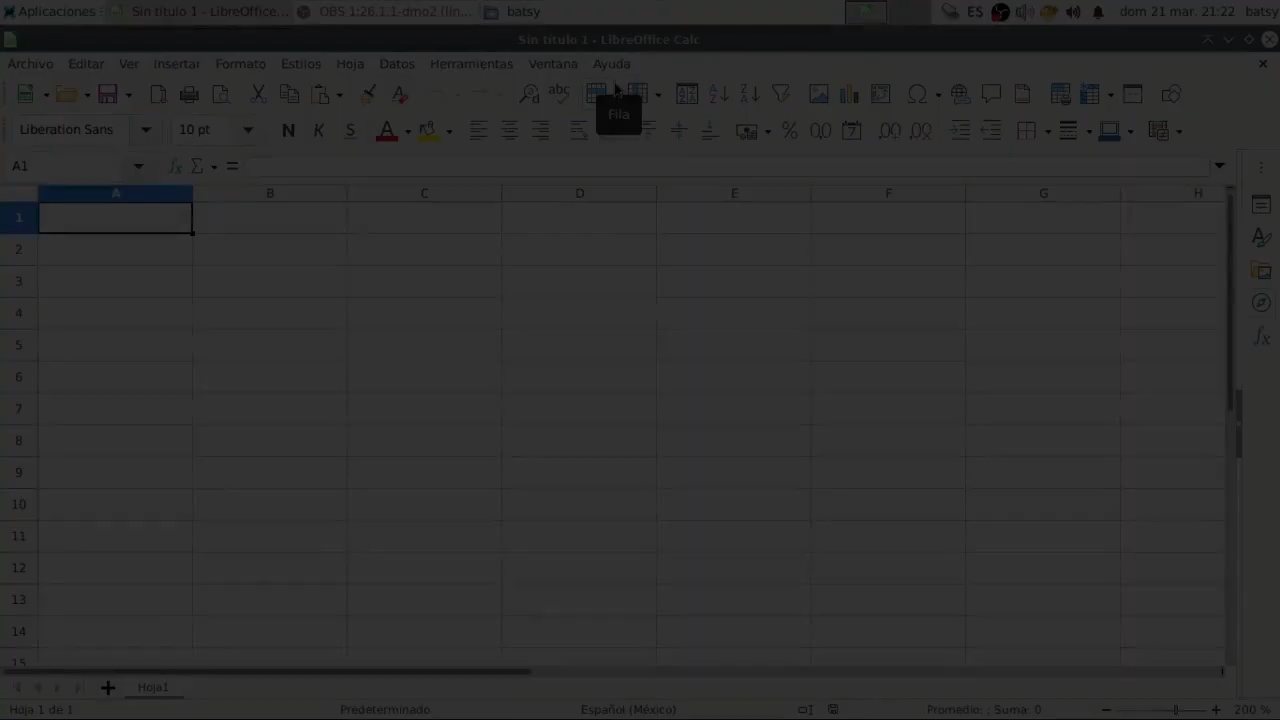 Aplicaciones Sin título 1 - LibreOffice... OBS 1:26.1.1-dmo2 (lin... batsy ES dom 21 mar. 21:22 batsy
Sin título 1 - LibreOffice Calc
Archivo Editar Ver Insertar Formato Estilos Hoja Datos Herramientas Ventana Ayuda
Fila
Liberation Sans 10 pt N K S
A1
A B C D E F G H
1
2
3
4
5
6
7
8
9
10
11
12
13
14
15
Hoja1
Hoja 1 de 1 Predeterminado Español (México) Promedio: ; Suma: 0 200 %